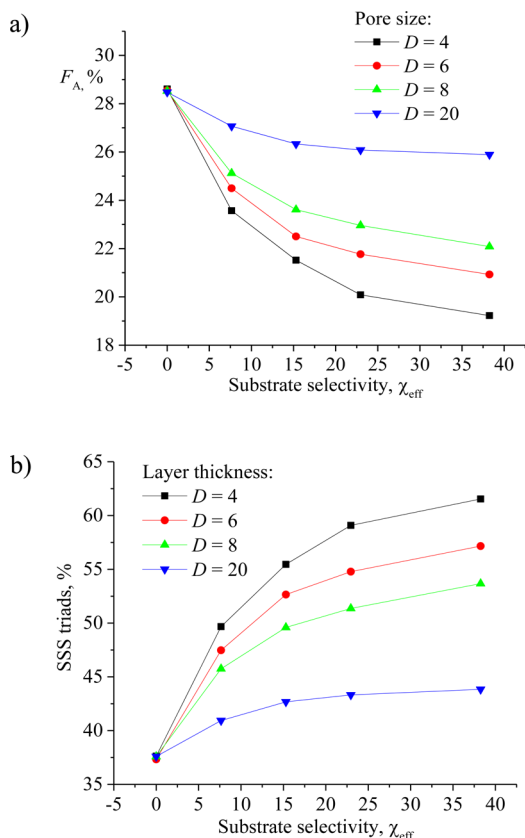 a)
Pore size:
D = 4
D = 6
D = 8
D = 20
F_A, %
30
28
26
24
22
20
18
-5 0 5 10 15 20 25 30 35 40
Substrate selectivity, χ_eff
b)
Layer thickness:
D = 4
D = 6
D = 8
D = 20
SSS triads, %
65
60
55
50
45
40
35
-5 0 5 10 15 20 25 30 35 40
Substrate selectivity, χ_eff